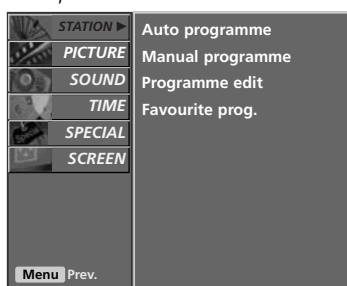 STATION ►
PICTURE
SOUND
TIME
SPECIAL
SCREEN
Menu Prev.
Auto programme
Manual programme
Programme edit
Favourite prog.